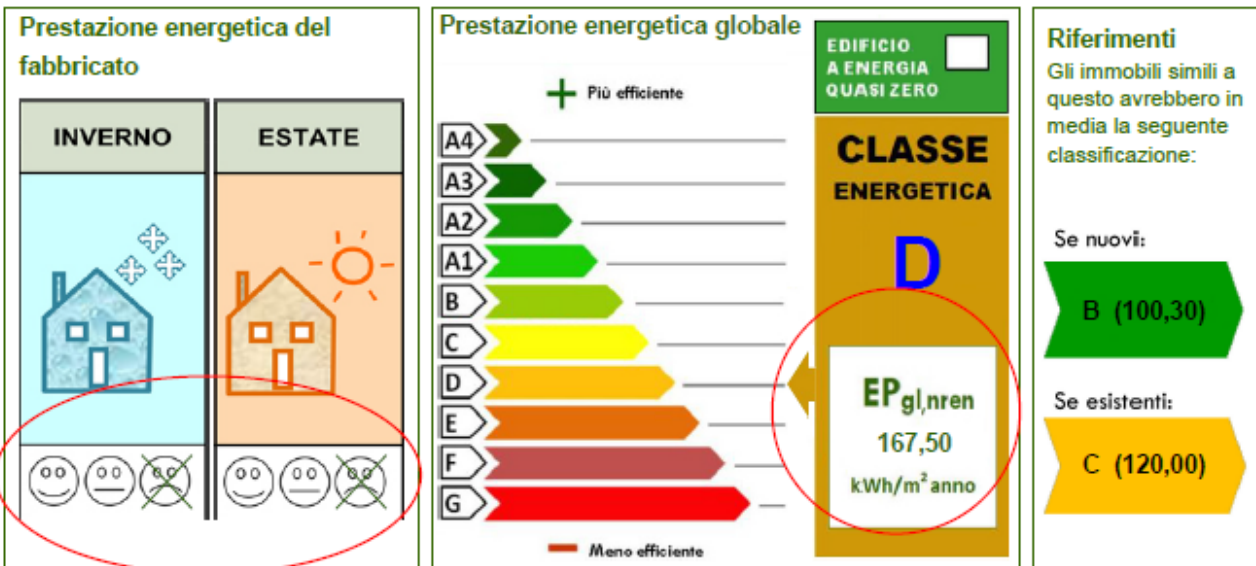 Prestazione energetica del
fabbricato
INVERNO
ESTATE
Prestazione energetica globale
Più efficiente
A4
A3
A2
A1
B
C
D
E
F
G
Meno efficiente
EDIFICIO
A ENERGIA
QUASI ZERO
CLASSE
ENERGETICA
D
EPgl,nren
167,50
kWh/m² anno
Riferimenti
Gli immobili simili a
questo avrebbero in
media la seguente
classificazione:
Se nuovi:
B (100,30)
Se esistenti:
C (120,00)